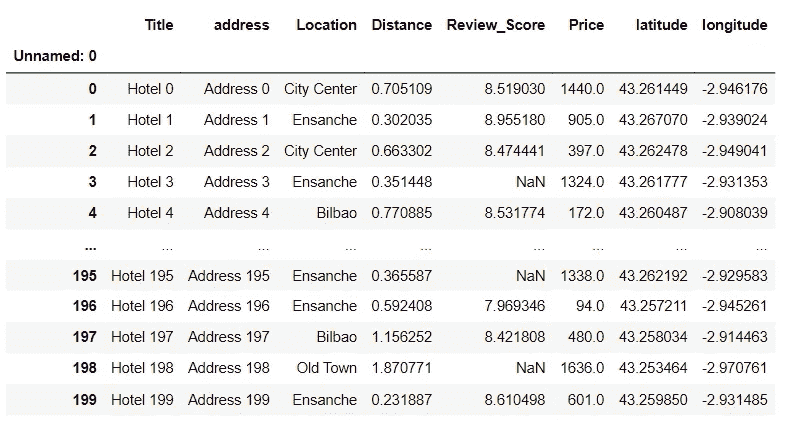 Title address Location Distance Review_Score Price latitude longitude
Unnamed: 0
0 Hotel 0 Address 0 City Center 0.705109 8.519030 1440.0 43.261449 -2.946176
1 Hotel 1 Address 1 Ensanche 0.302035 8.955180 905.0 43.267070 -2.939024
2 Hotel 2 Address 2 City Center 0.663302 8.474441 397.0 43.262478 -2.949041
3 Hotel 3 Address 3 Ensanche 0.351448 NaN 1324.0 43.261777 -2.931353
4 Hotel 4 Address 4 Bilbao 0.770885 8.531774 172.0 43.260487 -2.908039
... ... ... ... ... ... ... ... ...
195 Hotel 195 Address 195 Ensanche 0.365587 NaN 1338.0 43.262192 -2.929583
196 Hotel 196 Address 196 Ensanche 0.592408 7.969346 94.0 43.257211 -2.945261
197 Hotel 197 Address 197 Bilbao 1.156252 8.421808 480.0 43.258034 -2.914463
198 Hotel 198 Address 198 Old Town 1.870771 NaN 1636.0 43.253464 -2.970761
199 Hotel 199 Address 199 Ensanche 0.231887 8.610498 601.0 43.259850 -2.931485